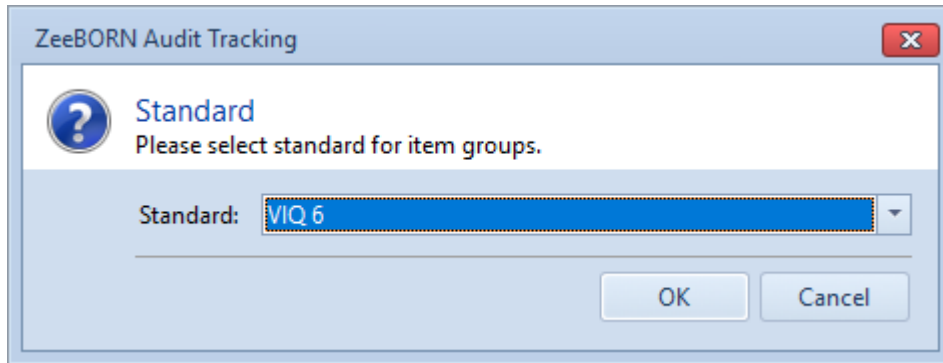 ZeeBORN Audit Tracking
Standard
Please select standard for item groups.
Standard: VIQ 6
OK Cancel